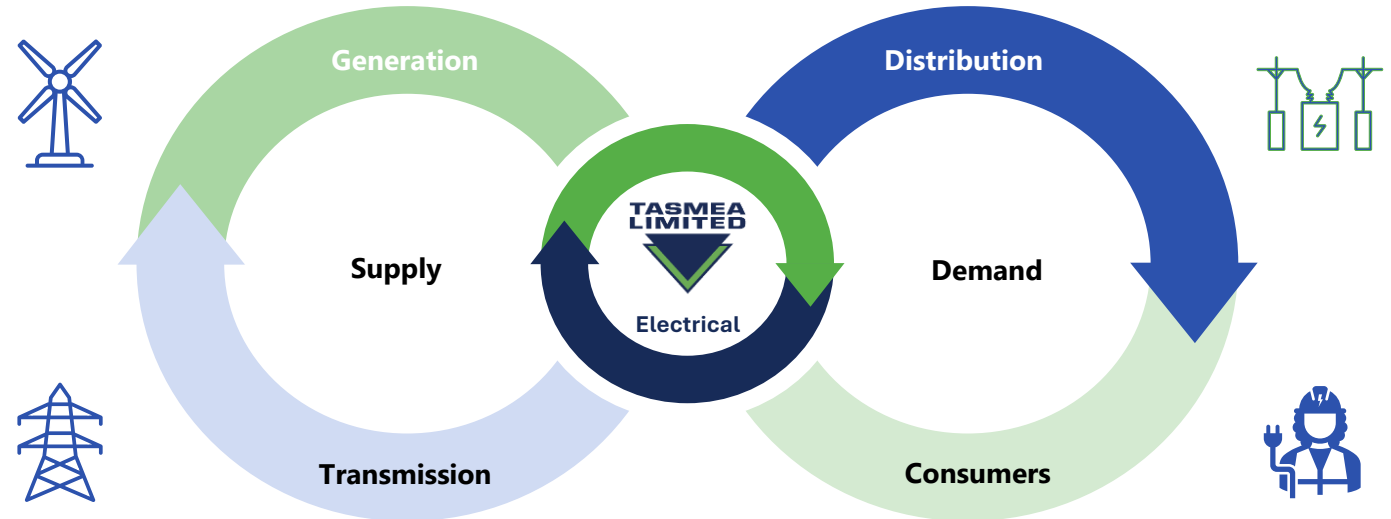 Generation
Distribution
TASMEA
LIMITED
Supply
Demand
Electrical
Transmission
Consumers